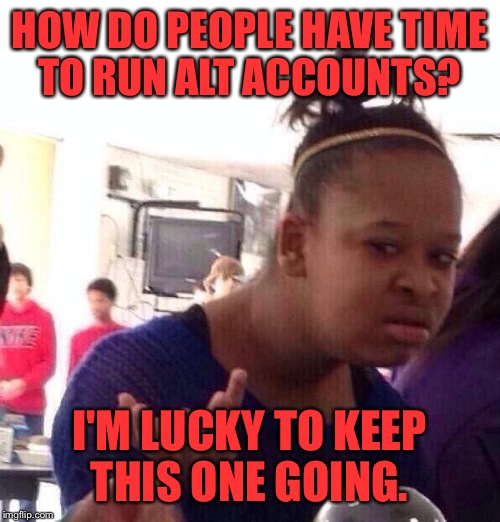 HOW DO PEOPLE HAVE TIME
TO RUN ALT ACCOUNTS?
I'M LUCKY TO KEEP
THIS ONE GOING.
imgflip.com